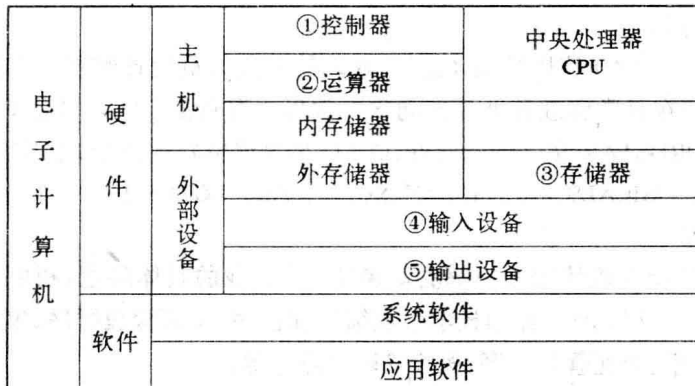 电子计算机
硬件
主机
①控制器
中央处理器
CPU
②运算器
内存储器
外部设备
外存储器
③存储器
④输入设备
⑤输出设备
软件
系统软件
应用软件